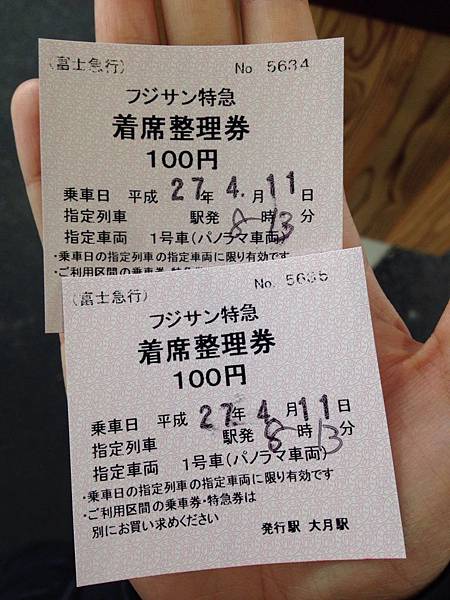 (富士急行) No 5634
フジサン特急
着席整理券
100円
乗車日 平成 27年 4.月 11日
指定列車 駅発 8時13分
指定車両 1号車(パノラマ車両)
・乗車日の指定列車の指定車両に限り有効です
・ご利用区間の乗車券・特急券
(富士急行) No. 5635
フジサン特急
着席整理券
100円
乗車日 平成 27年 4月 11日
指定列車 駅発 8時13分
指定車両 1号車(パノラマ車両)
・乗車日の指定列車の指定車両に限り有効です
・ご利用区間の乗車券・特急券は
別にお買い求めください 発行駅 大月駅